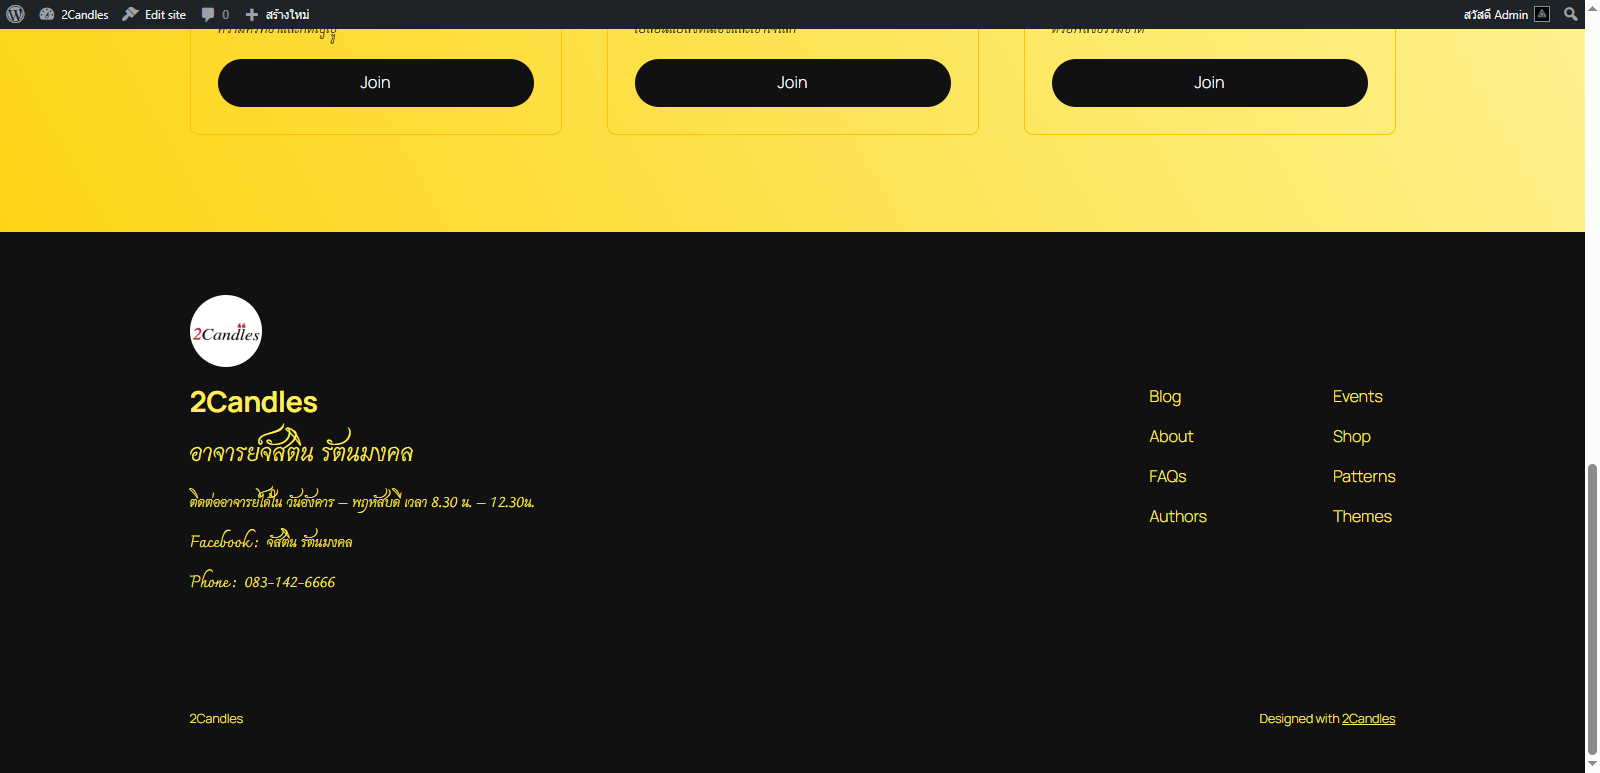 2Candles
Edit site
0
สร้างใหม่
สวัสดี Admin
Join
Join
Join
2Candles
2Candles
อาจารย์จัสติน รัตนมงคล
ติดต่ออาจารย์ได้ใน วันอังคาร – พฤหัสบดี เวลา 8.30 น. – 12.30น.
Facebook : จัสติน รัตนมงคล
Phone : 083-142-6666
Blog
About
FAQs
Authors
Events
Shop
Patterns
Themes
2Candles
Designed with 2Candles